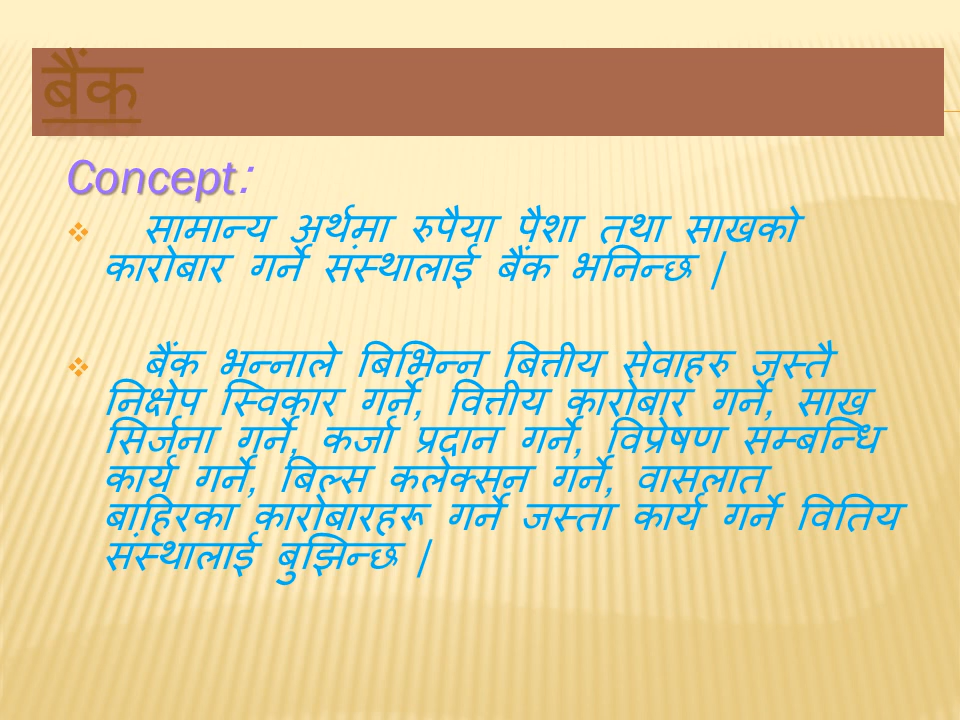 बैंक
Concept:
❖ सामान्य अर्थमा रुपैया पैशा तथा साखको
कारोबार गर्ने संस्थालाई बैंक भनिन्छ |
❖ बैंक भन्नाले बिभिन्न बित्तीय सेवाहरु जस्तै
निक्षेप स्विकार गर्ने, वित्तीय कारोबार गर्ने, साख
सिर्जना गर्ने, कर्जा प्रदान गर्ने, विप्रेषण सम्बन्धि
कार्य गर्ने, बिल्स कलेक्सन गर्ने, वासलात
बाहिरका कारोबारहरू गर्ने जस्ता कार्य गर्ने वितिय
संस्थालाई बुझिन्छ |